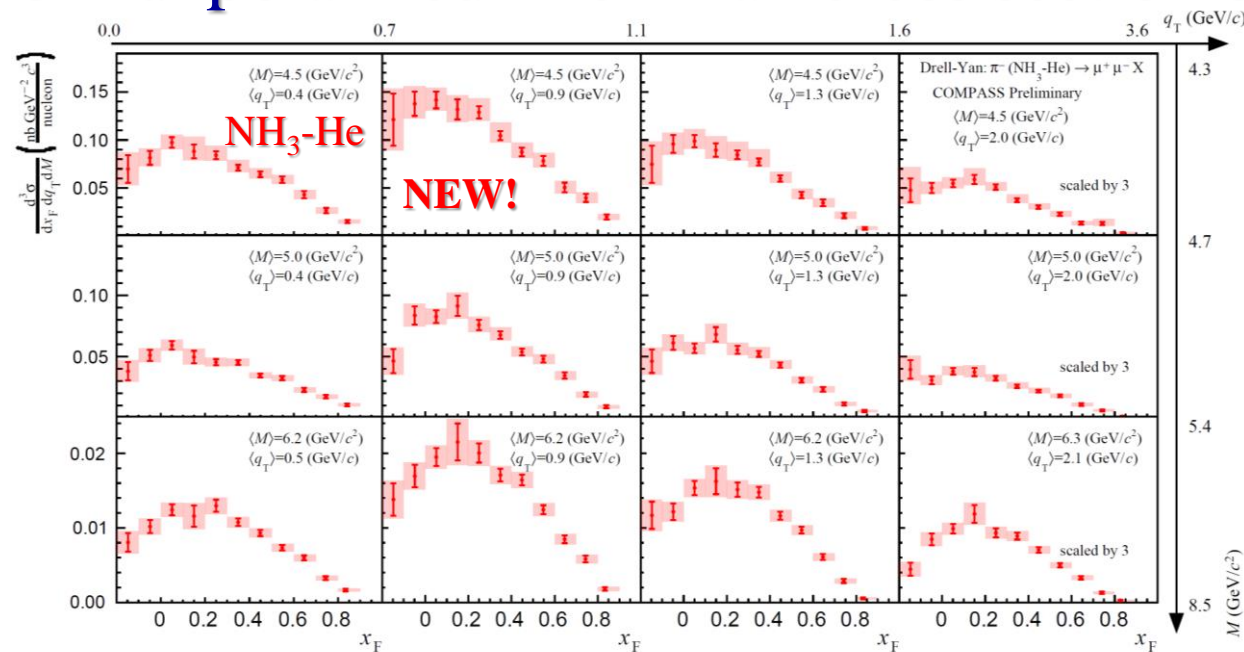 0.0 0.7 1.1 1.6 3.6 q_T (GeV/c)
d³σ / dx_F dq_T dM (nb GeV⁻² c³ / nucleon)
0.15
0.10
0.05
⟨M⟩=4.5 (GeV/c²)
⟨q_T⟩=0.4 (GeV/c)
NH₃-He
⟨M⟩=4.5 (GeV/c²)
⟨q_T⟩=0.9 (GeV/c)
NEW!
⟨M⟩=4.5 (GeV/c²)
⟨q_T⟩=1.3 (GeV/c)
Drell-Yan: π⁻ (NH₃-He) → μ⁺ μ⁻ X
COMPASS Preliminary
⟨M⟩=4.5 (GeV/c²)
⟨q_T⟩=2.0 (GeV/c)
scaled by 3
4.3
0.10
0.05
⟨M⟩=5.0 (GeV/c²)
⟨q_T⟩=0.4 (GeV/c)
⟨M⟩=5.0 (GeV/c²)
⟨q_T⟩=0.9 (GeV/c)
⟨M⟩=5.0 (GeV/c²)
⟨q_T⟩=1.3 (GeV/c)
⟨M⟩=5.0 (GeV/c²)
⟨q_T⟩=2.0 (GeV/c)
scaled by 3
4.7
0.02
0.01
0.00
⟨M⟩=6.2 (GeV/c²)
⟨q_T⟩=0.5 (GeV/c)
⟨M⟩=6.2 (GeV/c²)
⟨q_T⟩=0.9 (GeV/c)
⟨M⟩=6.2 (GeV/c²)
⟨q_T⟩=1.3 (GeV/c)
⟨M⟩=6.3 (GeV/c²)
⟨q_T⟩=2.1 (GeV/c)
scaled by 3
5.4
8.5
M (GeV/c²)
0 0.2 0.4 0.6 0.8 0 0.2 0.4 0.6 0.8 0 0.2 0.4 0.6 0.8 0 0.2 0.4 0.6 0.8
x_F x_F x_F x_F